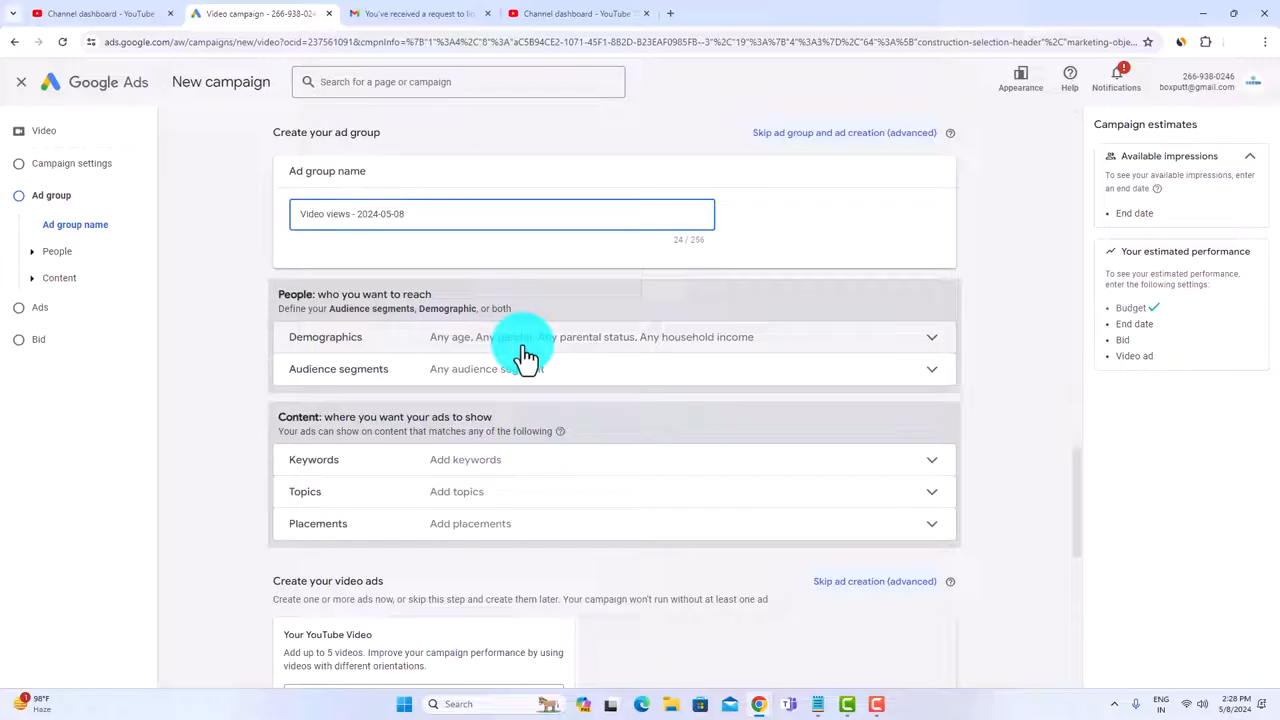 Channel dashboard - YouTube
Video campaign - 266-938-0246
You've received a request to li
Channel dashboard - YouTube
ads.google.com/aw/campaigns/new/video?ocid=237561091&cmpnInfo=%7B"1"%3A4%2C"8"%3A"aC5B94CE2-1071-45F1-8B2D-B23EAF0985FB--3"%2C"19"%3A%7B"4"%3A3%7D%2C"64"%3A%5B"construction-selection-header"%2C"marketing-obje...
Google Ads
New campaign
Search for a page or campaign
Appearance
Help
Notifications
266-938-0246
boxputt@gmail.com
Video
Campaign settings
Ad group
Ad group name
People
Content
Ads
Bid
Create your ad group
Skip ad group and ad creation (advanced)
Ad group name
Video views - 2024-05-08
24 / 256
People: who you want to reach
Define your Audience segments, Demographic, or both
Demographics Any age, Any gender, Any parental status, Any household income
Audience segments Any audience segment
Content: where you want your ads to show
Your ads can show on content that matches any of the following
Keywords Add keywords
Topics Add topics
Placements Add placements
Create your video ads
Skip ad creation (advanced)
Create one or more ads now, or skip this step and create them later. Your campaign won't run without at least one ad
Your YouTube Video
Add up to 5 videos. Improve your campaign performance by using
videos with different orientations.
Campaign estimates
Available impressions
To see your available impressions, enter
an end date
End date
Your estimated performance
To see your estimated performance,
enter the following settings:
Budget
End date
Bid
Video ad
1
98°F
Haze
Search
ENG
IN
2:28 PM
5/8/2024